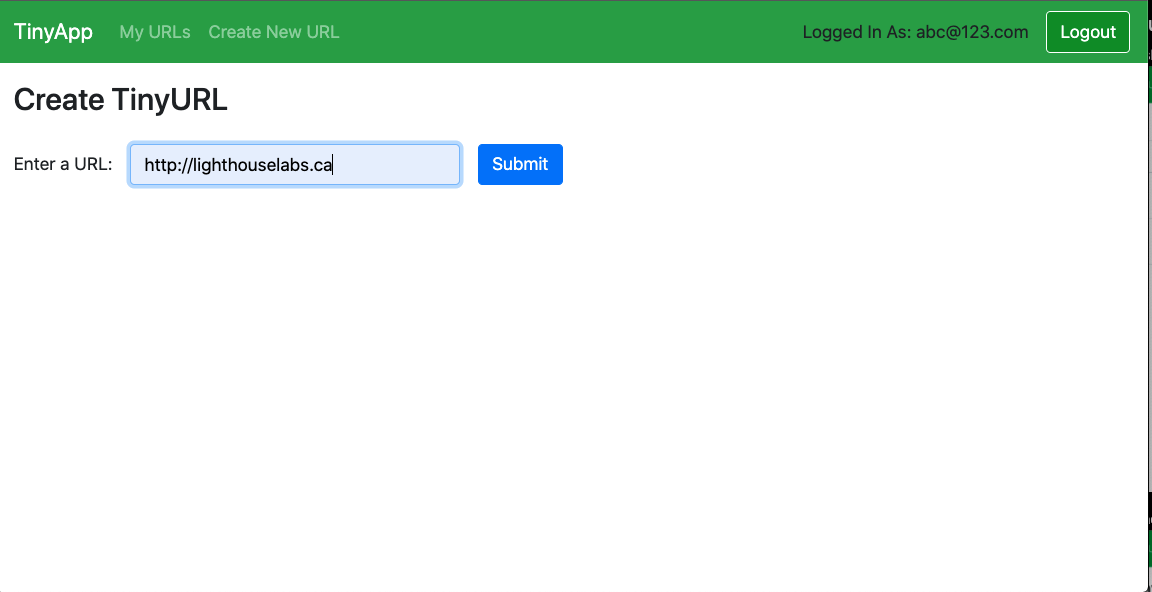 TinyApp My URLs Create New URL Logged In As: abc@123.com Logout
Create TinyURL
Enter a URL: http://lighthouselabs.ca Submit